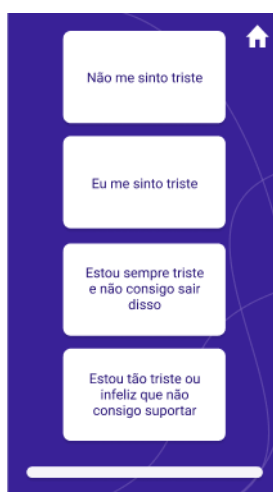 Não me sinto triste
Eu me sinto triste
Estou sempre triste
e não consigo sair
disso
Estou tão triste ou
infeliz que não
consigo suportar